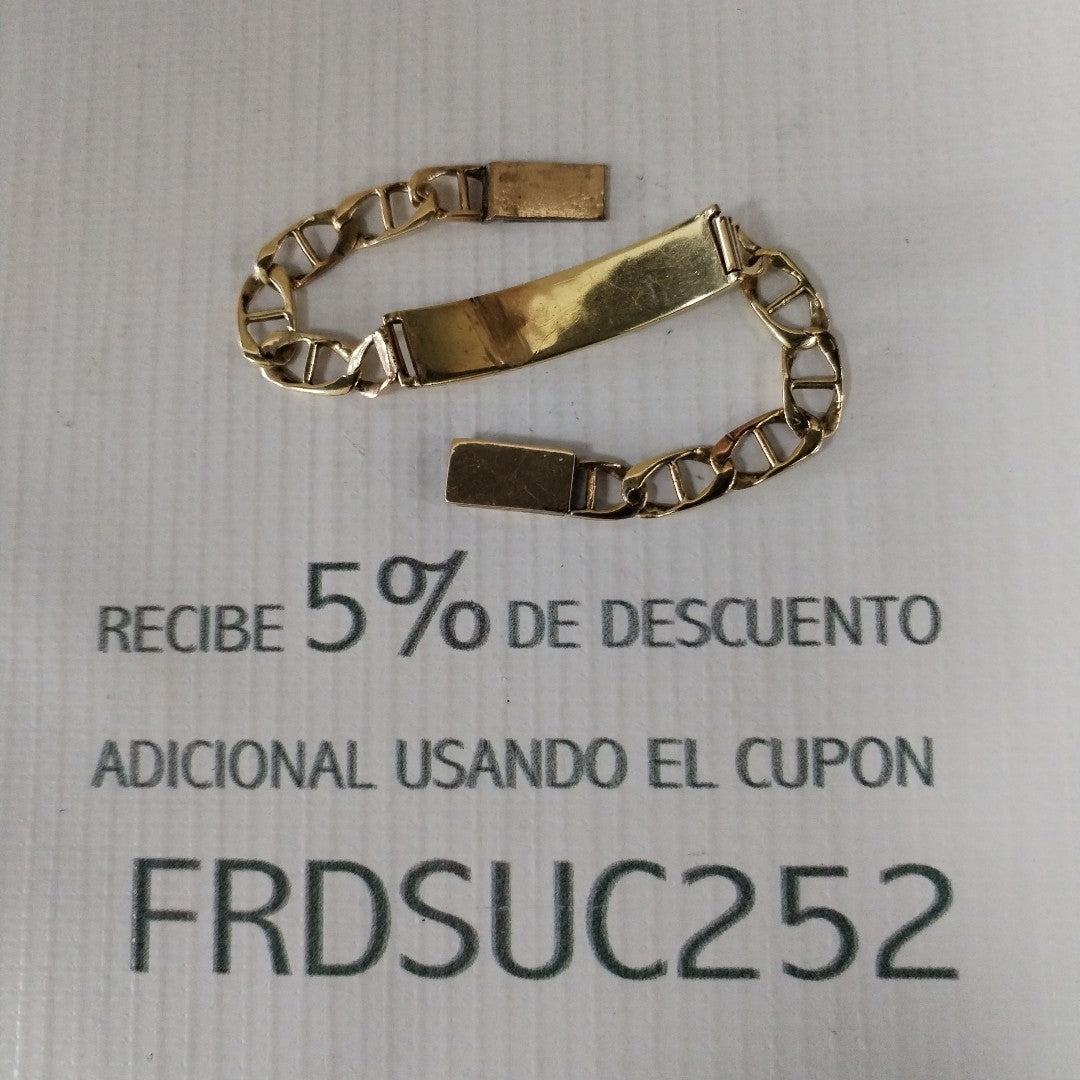 RECIBE 5% DE DESCUENTO
ADICIONAL USANDO EL CUPON
FRDSUC252